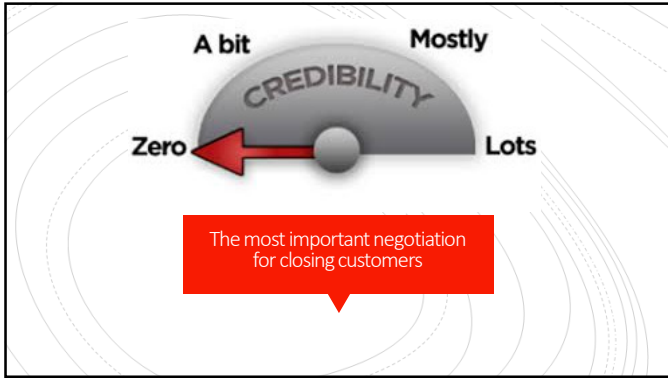 A bit
Mostly
CREDIBILITY
Zero
Lots
The most important negotiation
for closing customers